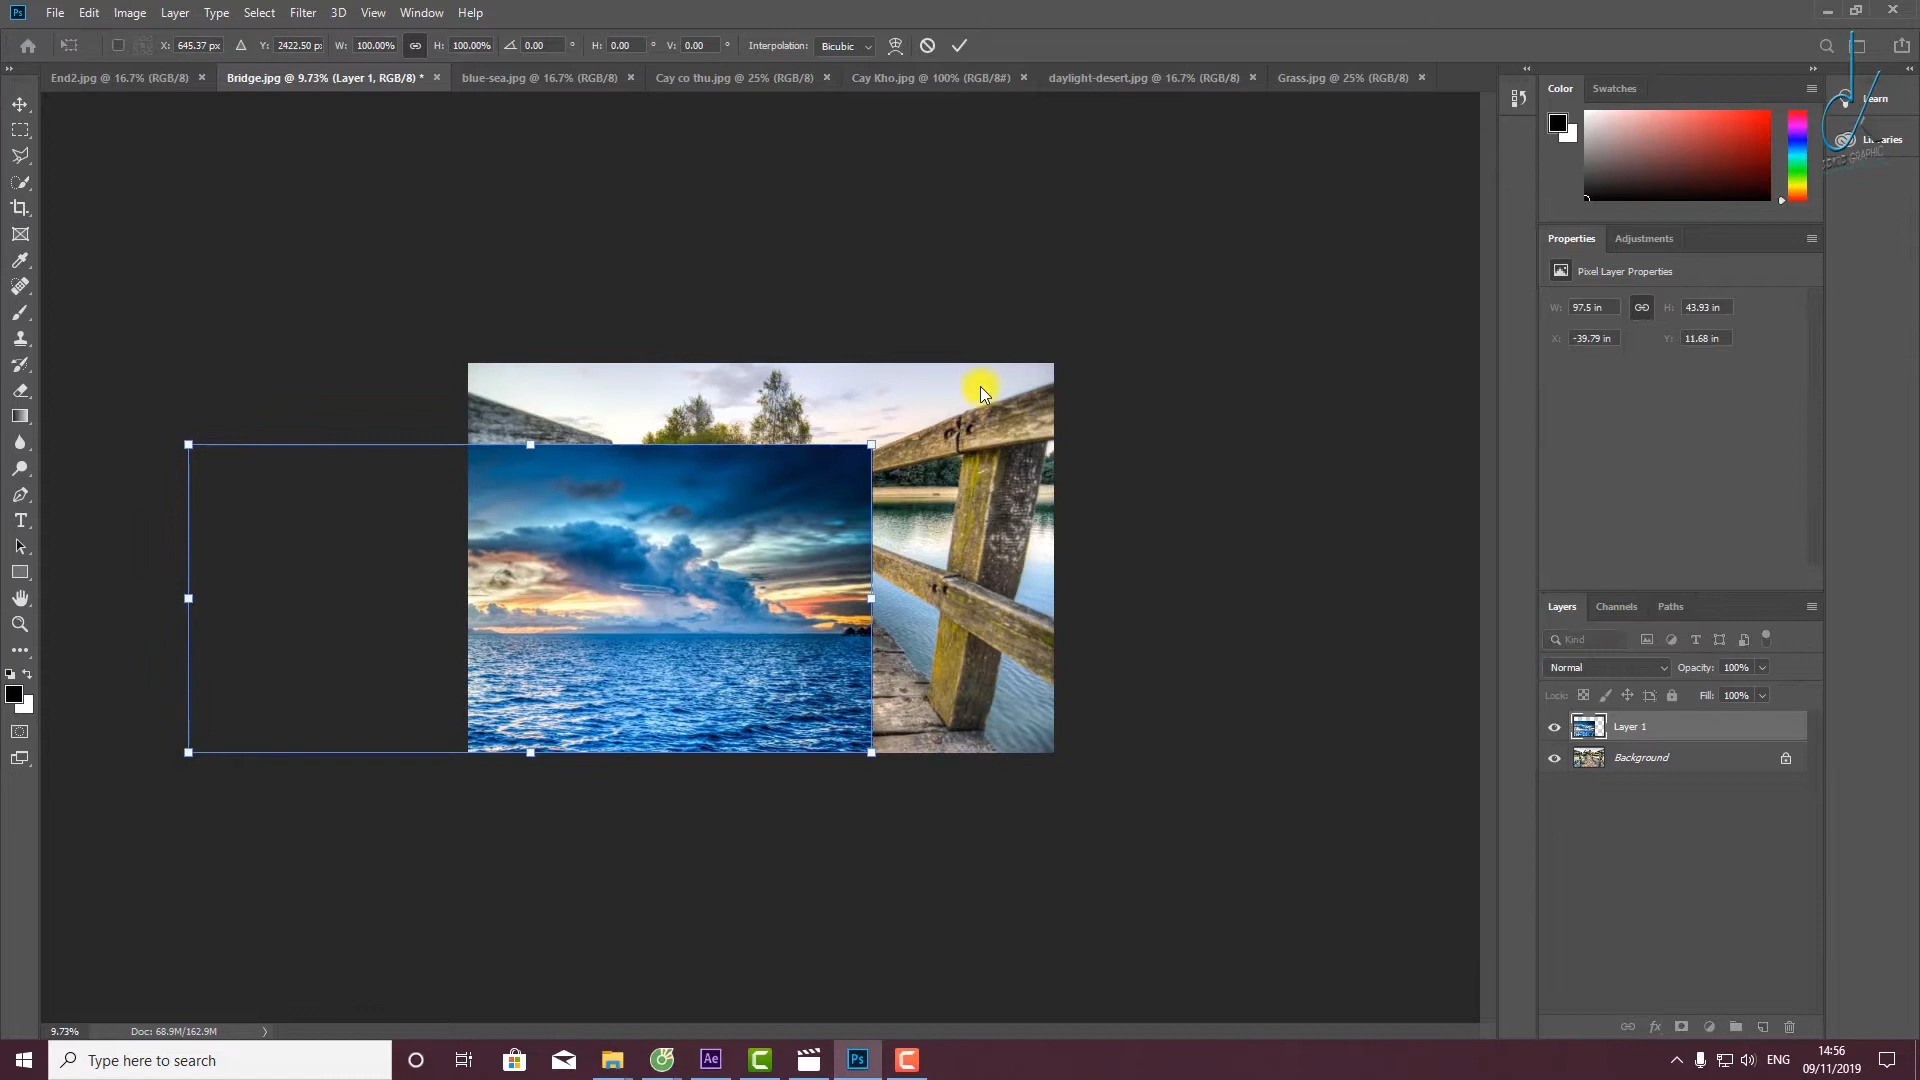 Ps File Edit Image Layer Type Select Filter 3D View Window Help
X: 645.37 px Y: 2422.50 px W: 100.00% H: 100.00% 0.00 ° H: 0.00 ° V: 0.00 ° Interpolation: Bicubic
End2.jpg @ 16.7% (RGB/8) Bridge.jpg @ 9.73% (Layer 1, RGB/8) * blue-sea.jpg @ 16.7% (RGB/8) Cay co thu.jpg @ 25% (RGB/8) Cay Kho.jpg @ 100% (RGB/8#) daylight-desert.jpg @ 16.7% (RGB/8) Grass.jpg @ 25% (RGB/8)
Color Swatches
Learn
Libraries
GRAPHIC
Properties Adjustments
Pixel Layer Properties
W: 97.5 in H: 43.93 in
X: -39.79 in Y: 11.68 in
Layers Channels Paths
Kind
Normal Opacity: 100%
Lock: Fill: 100%
Layer 1
Background
9.73% Doc: 68.9M/162.9M
Type here to search
Ae
Ps
ENG
14:56
09/11/2019